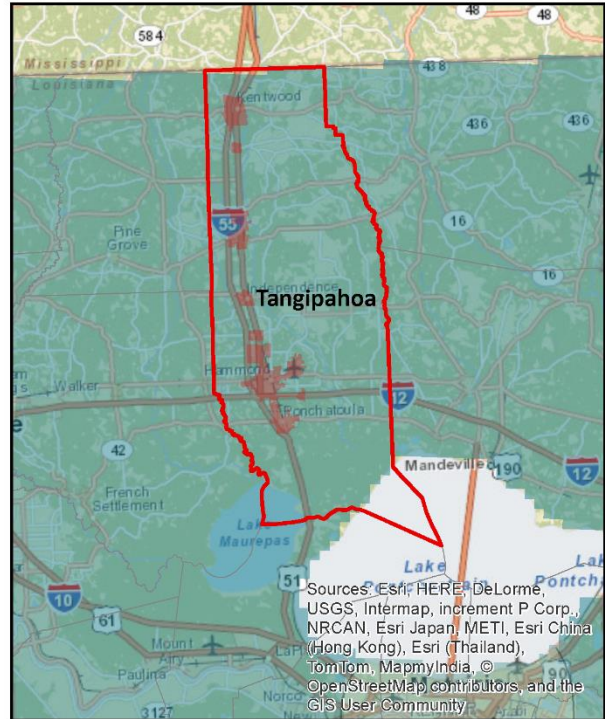 584
48
48
Mississippi
Louisiana
438
Kentwood
436
436
55
Pine
Grove
16
16
Independence
Tangipahoa
Hammond
Walker
12
Ponchatoula
42
Mandeville
190
12
French
Settlement
Lake
Maurepas
Lake
51
10
61
Mount
Airy
Paulina
Norco
3127
190
Sources: Esri, HERE, DeLorme,
USGS, Intermap, increment P Corp.,
NRCAN, Esri Japan, METI, Esri China
(Hong Kong), Esri (Thailand),
TomTom, MapmyIndia, ©
OpenStreetMap contributors, and the
GIS User Community